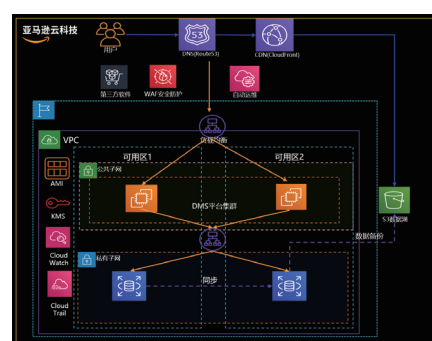 亚马逊云科技
用户
53
DNS(Route53)
CDN(CloudFront)
第三方软件
WAF安全防护
自动运维
VPC
负载均衡
可用区1
可用区2
公共子网
AMI
DMS平台集群
KMS
S3数据湖
数据备份
Cloud
Watch
私有子网
同步
Cloud
Trail